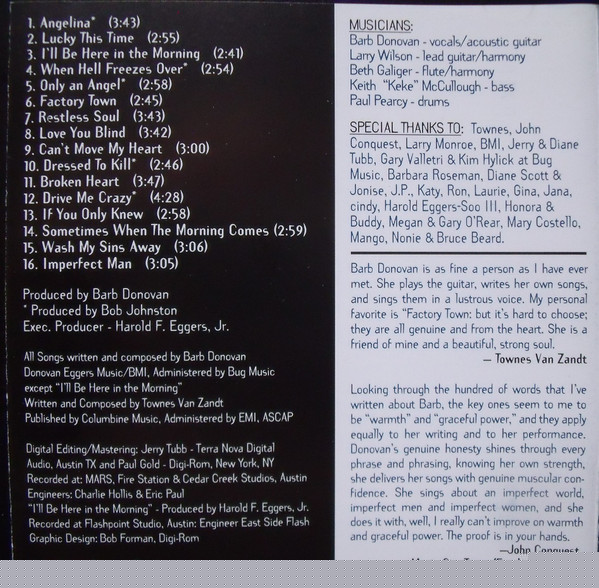 1. Angelina* (3:43)
2. Lucky This Time (2:55)
3. I'll Be Here in the Morning (2:41)
4. When Hell Freezes Over* (2:54)
5. Only an Angel* (2:58)
6. Factory Town (2:45)
7. Restless Soul (3:43)
8. Love You Blind (3:42)
9. Can't Move My Heart (3:00)
10. Dressed To Kill* (2:46)
11. Broken Heart (3:47)
12. Drive Me Crazy* (4:28)
13. If You Only Knew (2:58)
14. Sometimes When The Morning Comes (2:59)
15. Wash My Sins Away (3:06)
16. Imperfect Man (3:05)
Produced by Barb Donovan
* Produced by Bob Johnston
Exec. Producer - Harold F. Eggers, Jr.
All Songs written and composed by Barb Donovan
Donovan Eggers Music/BMI, Administered by Bug Music
except "I'll Be Here in the Morning"
Written and Composed by Townes Van Zandt
Published by Columbine Music, Administered by EMI, ASCAP
Digital Editing/Mastering: Jerry Tubb - Terra Nova Digital
Audio, Austin TX and Paul Gold - Digi-Rom, New York, NY
Recorded at: MARS, Fire Station & Cedar Creek Studios, Austin
Engineers: Charlie Hollis & Eric Paul
"I'll Be Here in the Morning" - Produced by Harold F. Eggers, Jr.
Recorded at Flashpoint Studio, Austin: Engineer East Side Flash
Graphic Design: Bob Forman, Digi-Rom
MUSICIANS:
Barb Donovan - vocals/acoustic guitar
Larry Wilson - lead guitar/harmony
Beth Galiger - flute/harmony
Keith "Keke" McCullough - bass
Paul Pearcy - drums
SPECIAL THANKS TO: Townes, John
Conquest, Larry Monroe, BMI, Jerry & Diane
Tubb, Gary Valletri & Kim Hylick at Bug
Music, Barbara Roseman, Diane Scott &
Jonise, J.P., Katy, Ron, Laurie, Gina, Jana,
cindy, Harold Eggers-Soo III, Honora &
Buddy, Megan & Gary O'Rear, Mary Costello,
Mango, Nonie & Bruce Beard.
Barb Donovan is as fine a person as I have ever
met. She plays the guitar, writes her own songs,
and sings them in a lustrous voice. My personal
favorite is "Factory Town: but it's hard to choose;
they are all genuine and from the heart. She is a
friend of mine and a beautiful, strong soul.
— Townes Van Zandt
Looking through the hundred of words that I've
written about Barb, the key ones seem to me to
be "warmth" and "graceful power," and they apply
equally to her writing and to her performance.
Donovan's genuine honesty shines through every
phrase and phrasing, knowing her own strength,
she delivers her songs with genuine muscular con-
fidence. She sings about an imperfect world,
imperfect men and imperfect women, and she
does it with, well, I really can't improve on warmth
and graceful power. The proof is in your hands.
—John Conquest